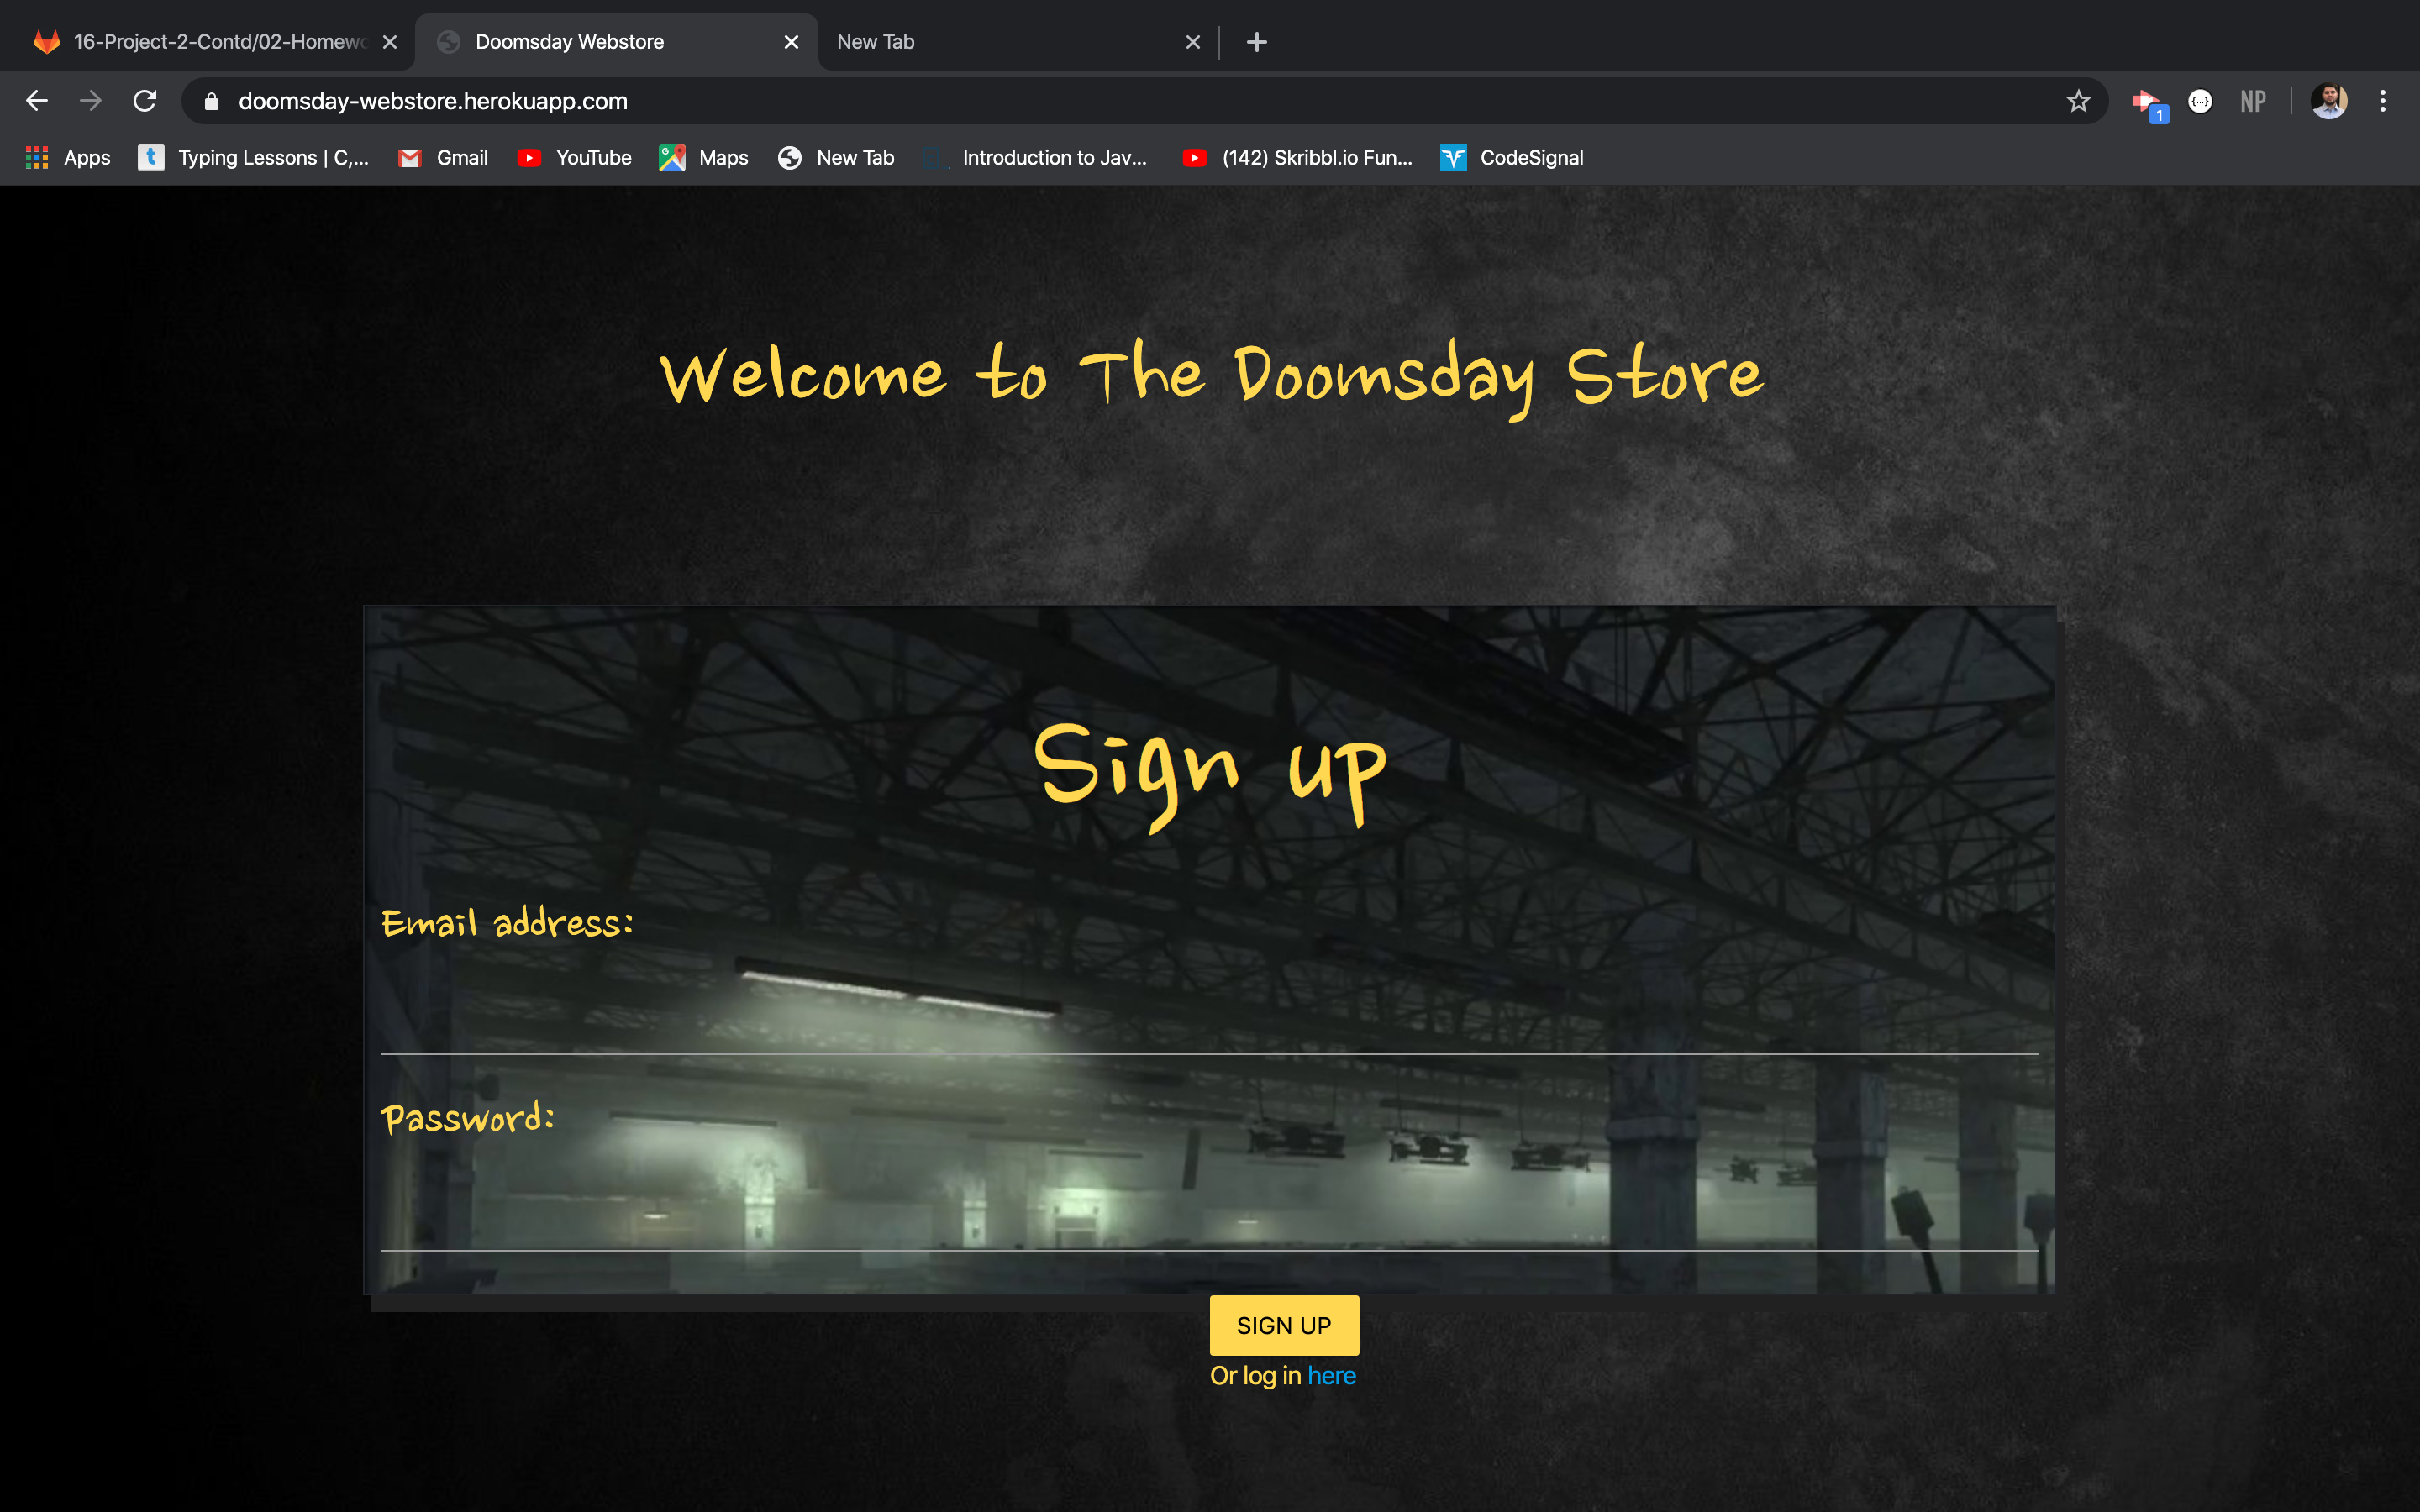 16-Project-2-Contd/02-Homewo
Doomsday Webstore
New Tab
doomsday-webstore.herokuapp.com
1
NP
Apps
Typing Lessons | C,...
Gmail
YouTube
Maps
New Tab
Introduction to Jav...
(142) Skribbl.io Fun...
CodeSignal
Welcome to The Doomsday Store
Sign up
Email address:
Password:
SIGN UP
Or log in here